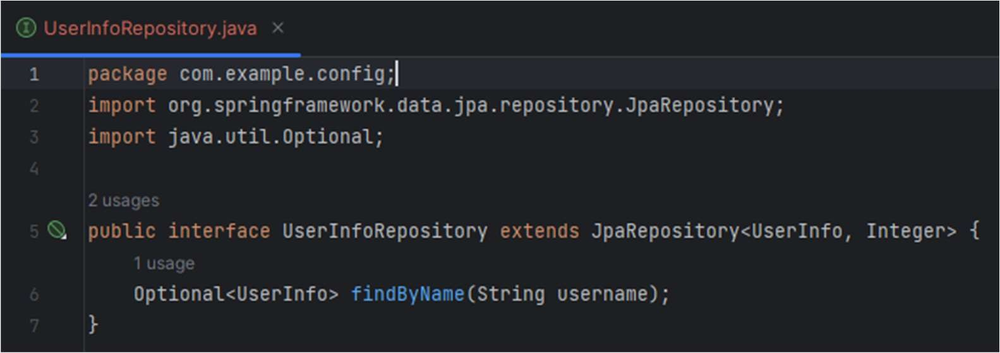 UserInfoRepository.java
1 package com.example.config;
2 import org.springframework.data.jpa.repository.JpaRepository;
3 import java.util.Optional;
4
2 usages
5 public interface UserInfoRepository extends JpaRepository<UserInfo, Integer> {
1 usage
6 Optional<UserInfo> findByName(String username);
7 }